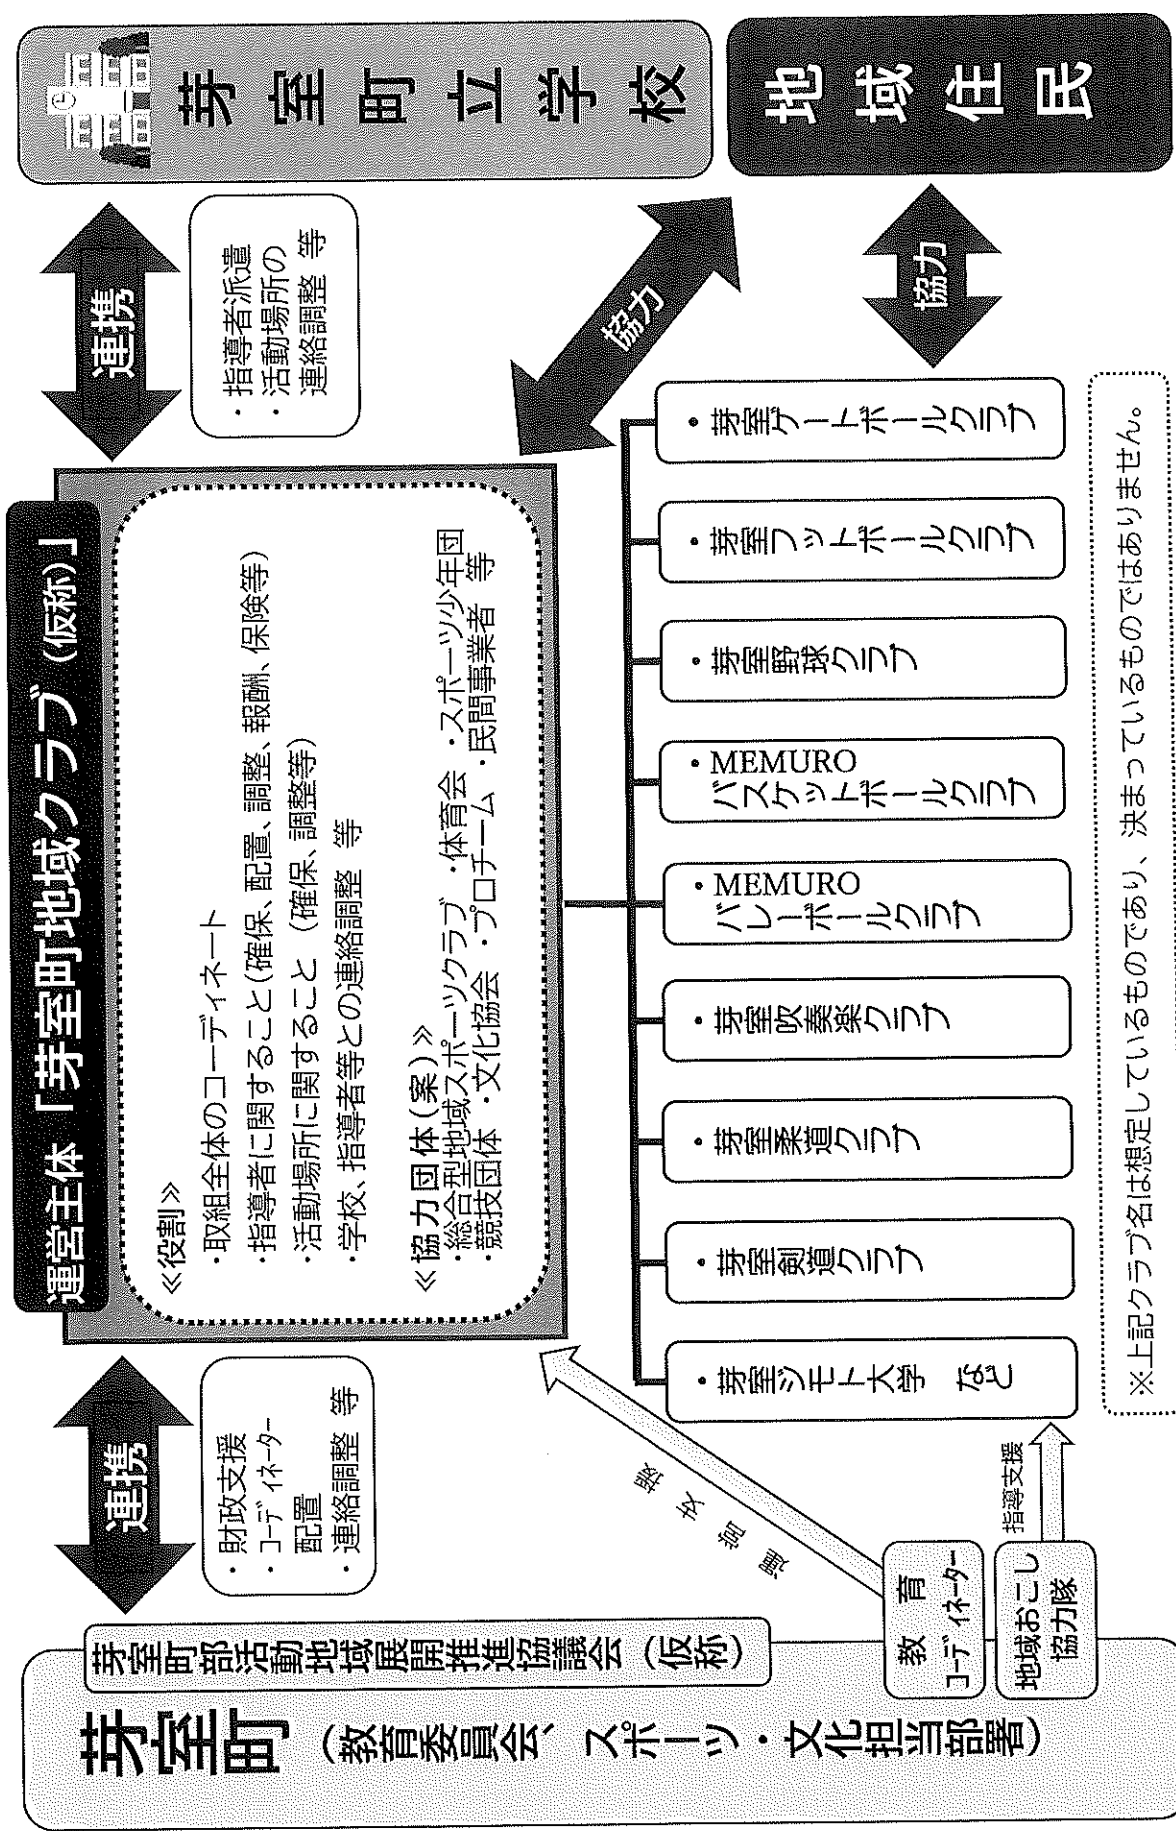 運営主体「芽室町地域クラブ（仮称）」
≪役割≫
・取組全体のコーディネート
・指導者に関すること(確保、配置、調整、報酬、保険等)
・活動場所に関すること（確保、調整等）
・学校、指導者等との連絡調整 等
≪協力団体(案)≫
・総合型地域スポーツクラブ ・体育会 ・スポーツ少年団
・競技団体 ・文化協会 ・プロチーム ・民間事業者 等
芽室町（教育委員会、スポーツ・文化担当部署）
芽室町部活動地域展開推進協議会（仮称）
連携
・財政支援
・コーディネーター
配置
・連絡調整 等
連携
・指導者派遣
・活動場所の
連絡調整 等
芽室町立学校
地域住民
協力
協力
教育
コーディネーター
地域おこし
協力隊
運営支援
指導支援
・芽室ジモト大学 など
・芽室剣道クラブ
・芽室柔道クラブ
・芽室吹奏楽クラブ
・MEMURO
バレーボールクラブ
・MEMURO
バスケットボールクラブ
・芽室野球クラブ
・芽室フットボールクラブ
・芽室ゲートボールクラブ
※上記クラブ名は想定しているものであり、決まっているものではありません。